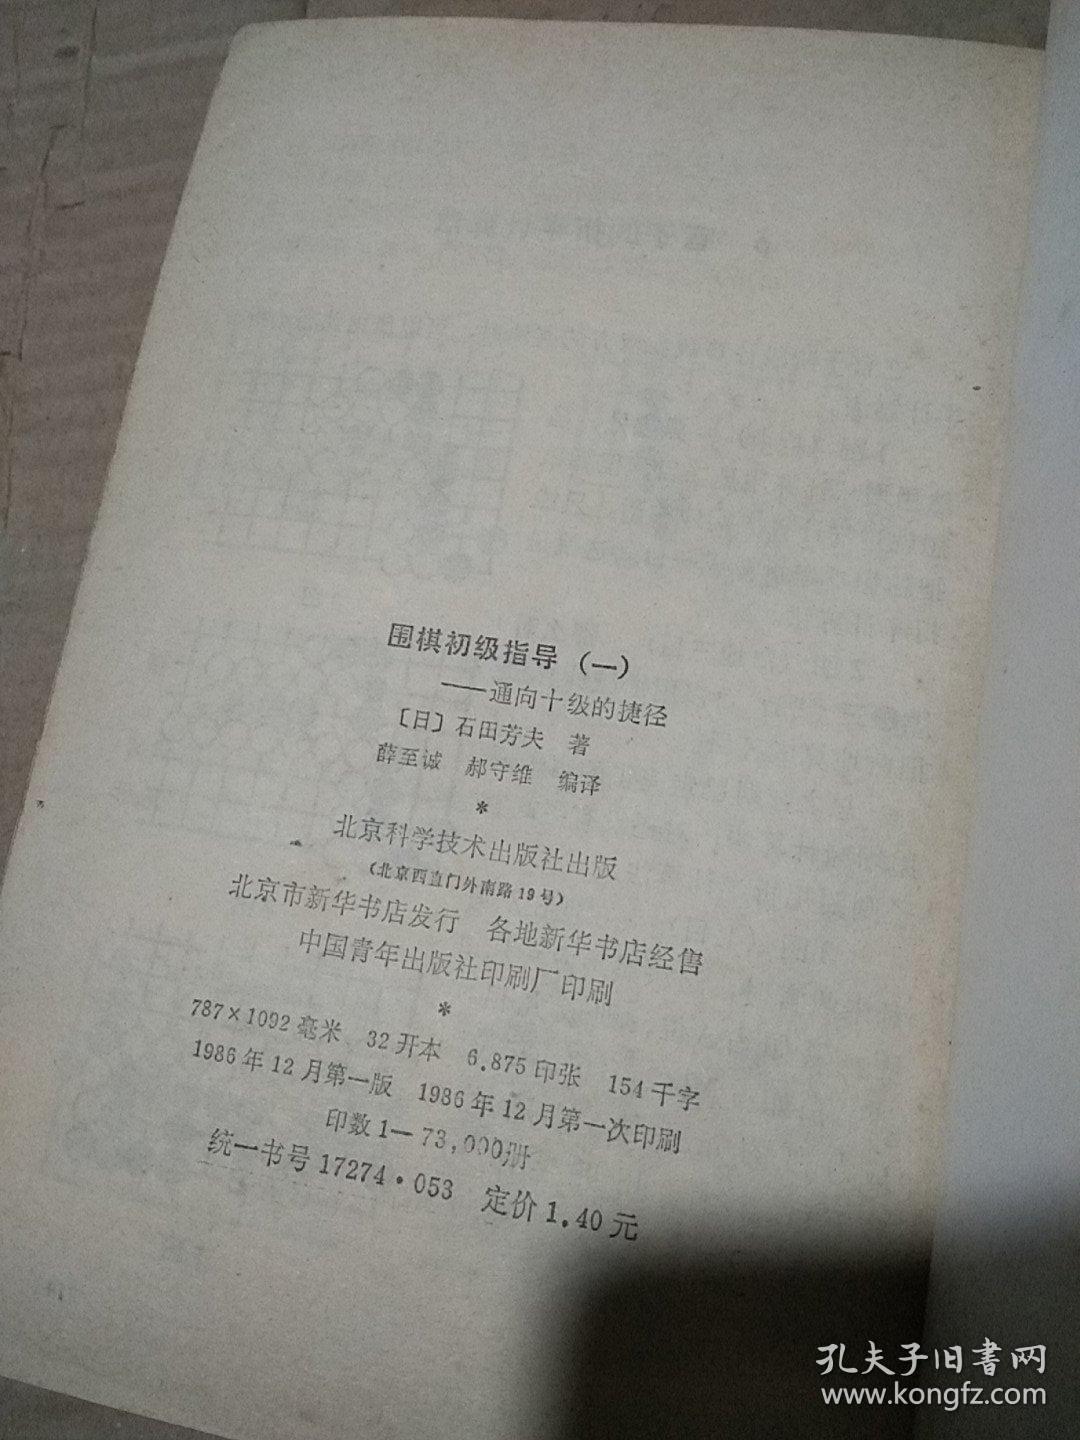 围棋初级指导（一）
——通向十级的捷径
〔日〕石田芳夫 著
薛至诚 郝守维 编译
*
北京科学技术出版社出版
(北京西直门外南路19号)
北京市新华书店发行 各地新华书店经售
中国青年出版社印刷厂印刷
*
787×1092毫米 32开本 6.875印张 154千字
1986年12月第一版 1986年12月第一次印刷
印数1—73,000册
统一书号17274·053 定价1.40元
孔夫子旧書网
www.kongfz.com